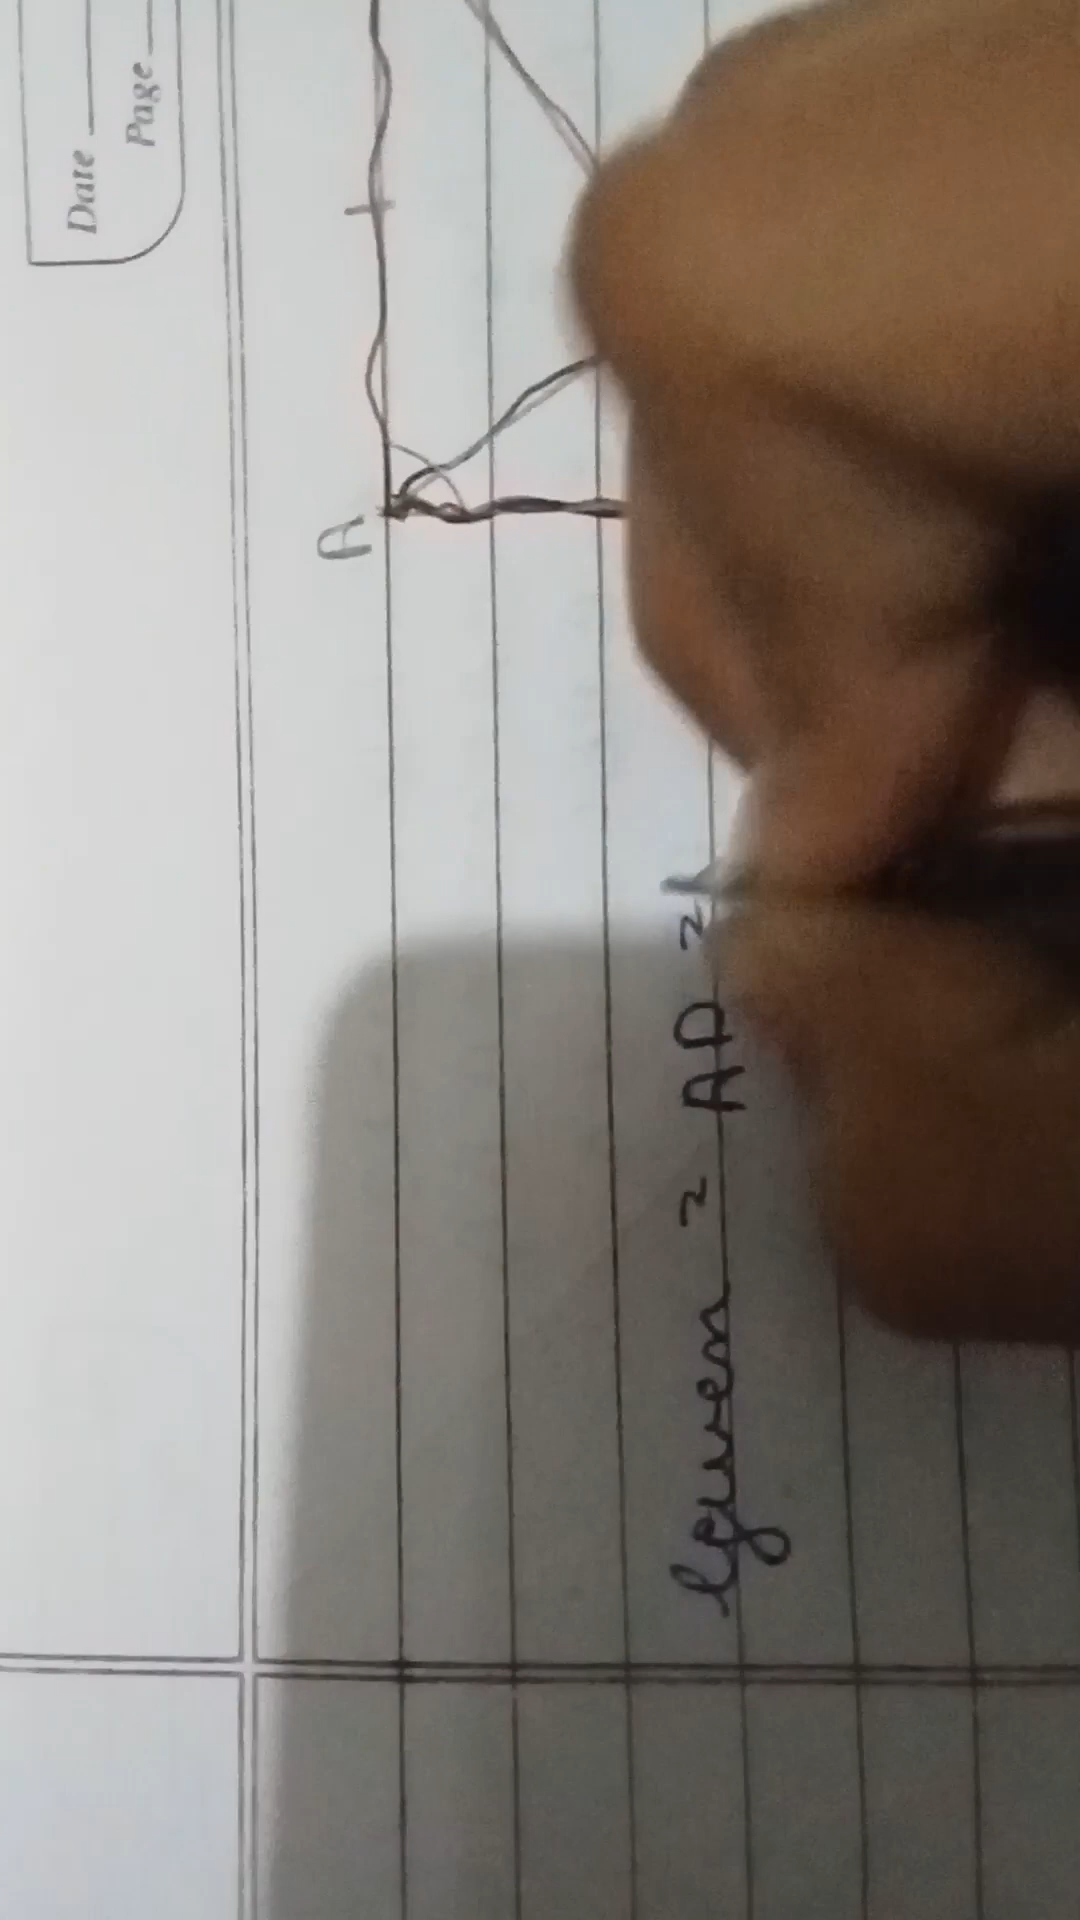 Date
Page
A
Given = AD =